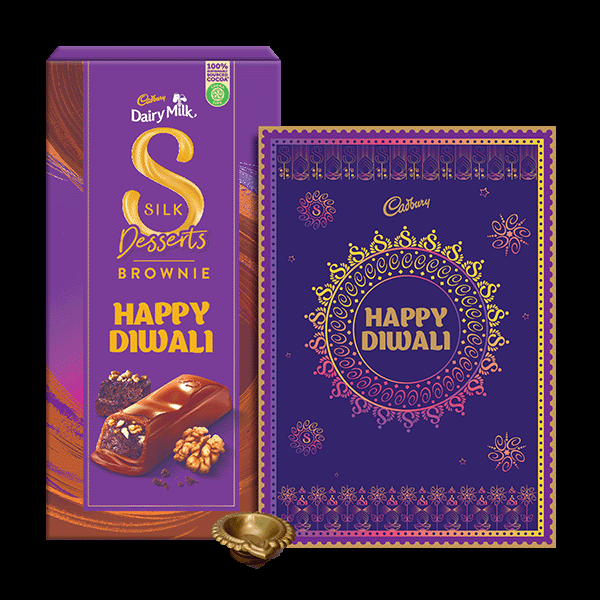 Cadbury
Dairy Milk
100%
SUSTAINABLY
SOURCED
COCOA*
S
SILK
Desserts
BROWNIE
HAPPY
DIWALI
Cadbury
HAPPY
DIWALI